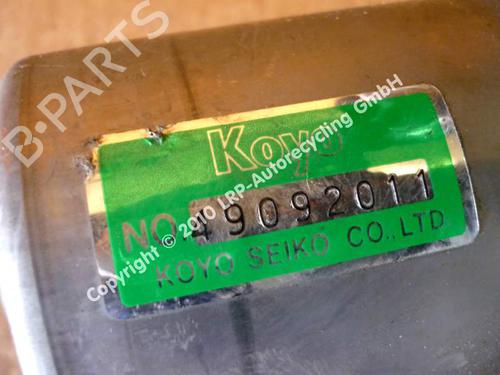 B-PARTS
Koyo
NO. 49092011
KOYO SEIKO CO.,LTD
Copyright © 2010 LRP-Autorecycling GmbH